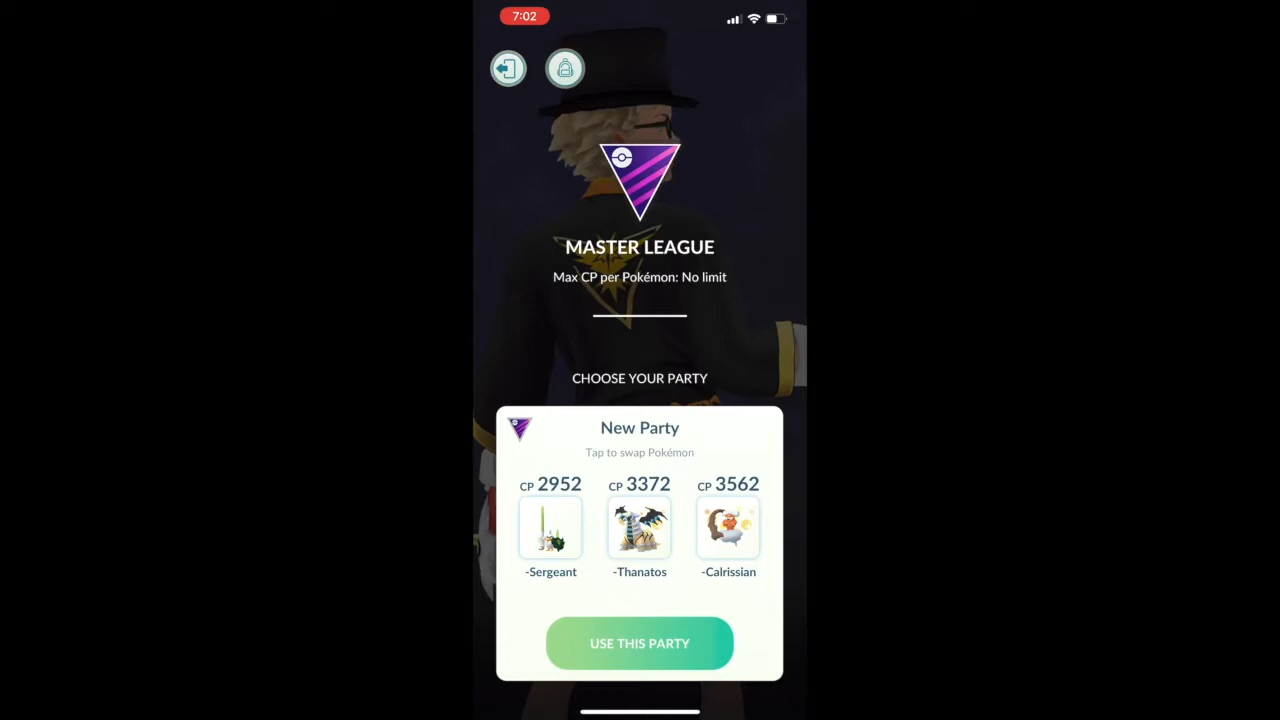 7:02
MASTER LEAGUE
Max CP per Pokémon: No limit
CHOOSE YOUR PARTY
New Party
Tap to swap Pokémon
CP 2952 CP 3372 CP 3562
-Sergeant -Thanatos -Calrissian
USE THIS PARTY